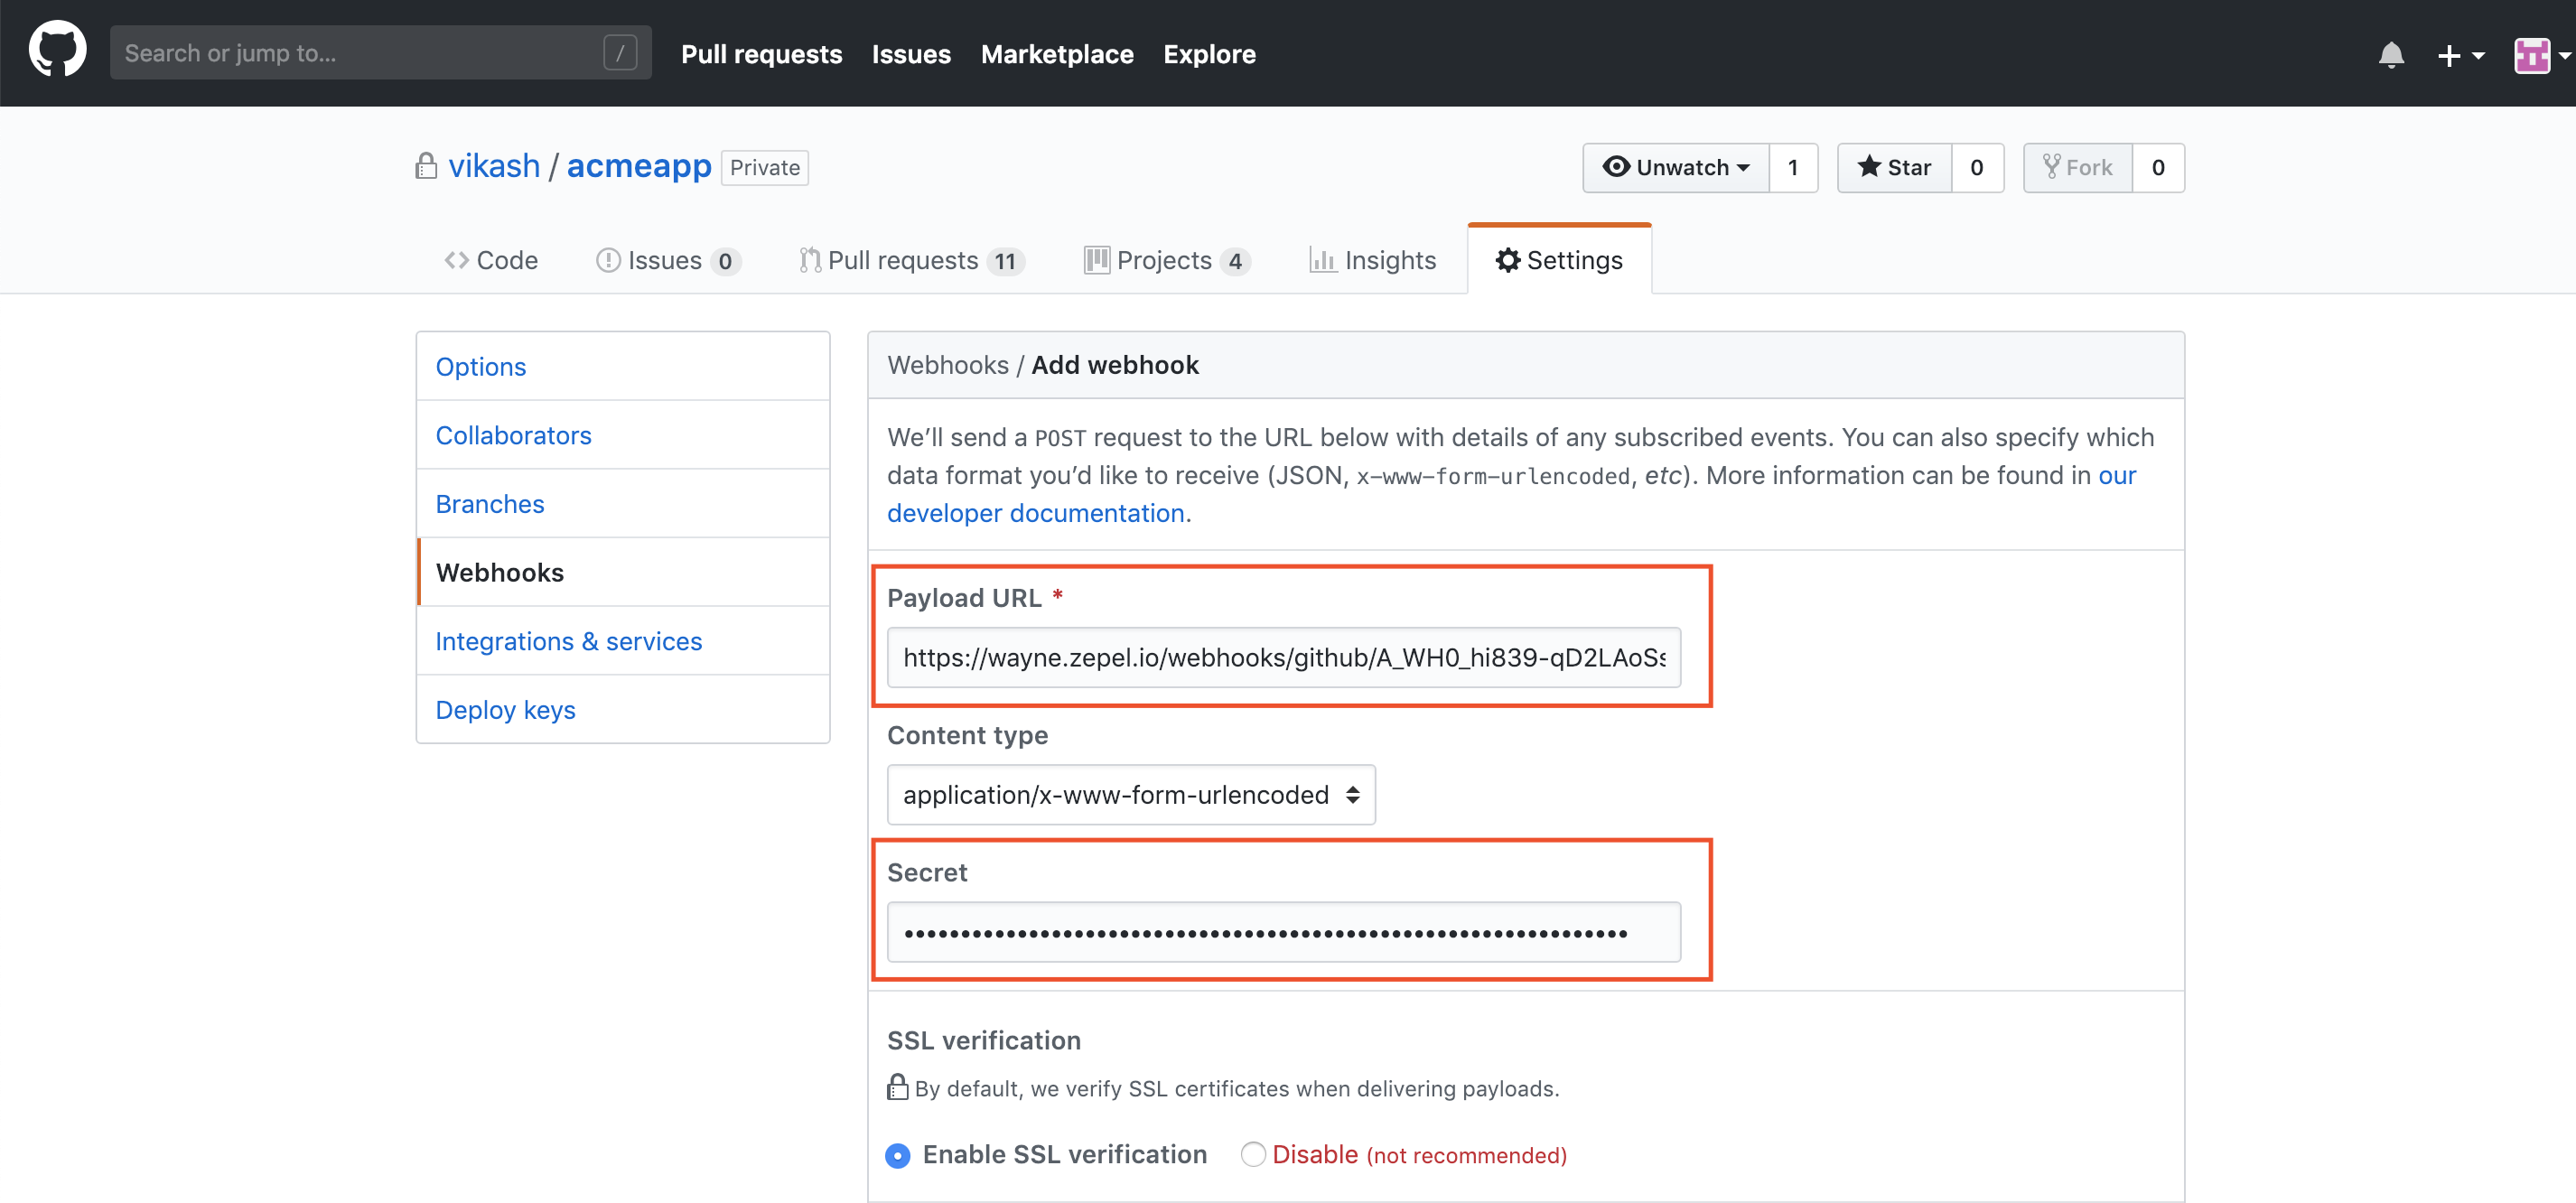 Search or jump to... /
Pull requests Issues Marketplace Explore
vikash / acmeapp Private
Unwatch 1 Star 0 Fork 0
Code Issues 0 Pull requests 11 Projects 4 Insights Settings
Options
Collaborators
Branches
Webhooks
Integrations & services
Deploy keys
Webhooks / Add webhook
We’ll send a POST request to the URL below with details of any subscribed events. You can also specify which
data format you’d like to receive (JSON, x-www-form-urlencoded, etc). More information can be found in our
developer documentation.
Payload URL *
https://wayne.zepel.io/webhooks/github/A_WH0_hi839-qD2LAoSs
Content type
application/x-www-form-urlencoded
Secret
SSL verification
By default, we verify SSL certificates when delivering payloads.
Enable SSL verification Disable (not recommended)